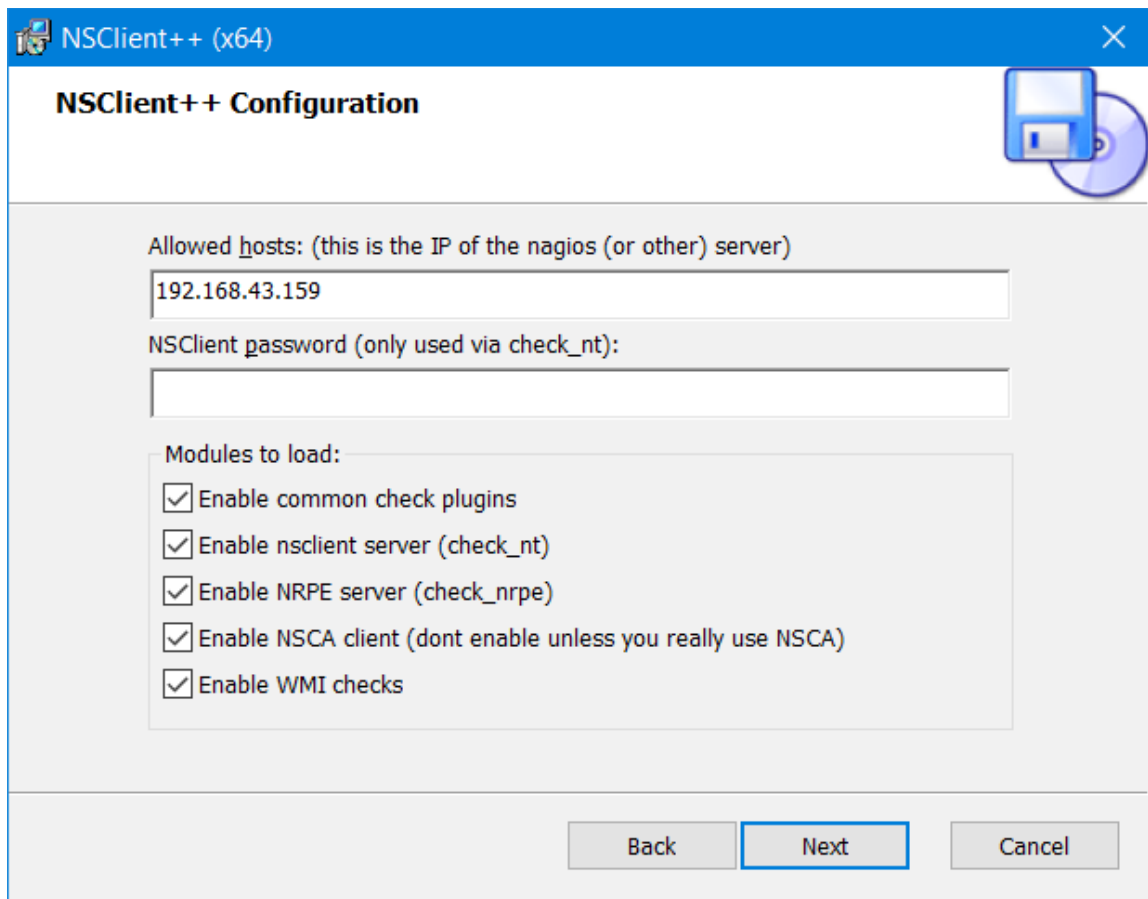 NSClient++ (x64)
NSClient++ Configuration
Allowed hosts: (this is the IP of the nagios (or other) server)
192.168.43.159
NSClient password (only used via check_nt):
Modules to load:
Enable common check plugins
Enable nsclient server (check_nt)
Enable NRPE server (check_nrpe)
Enable NSCA client (dont enable unless you really use NSCA)
Enable WMI checks
Back Next Cancel